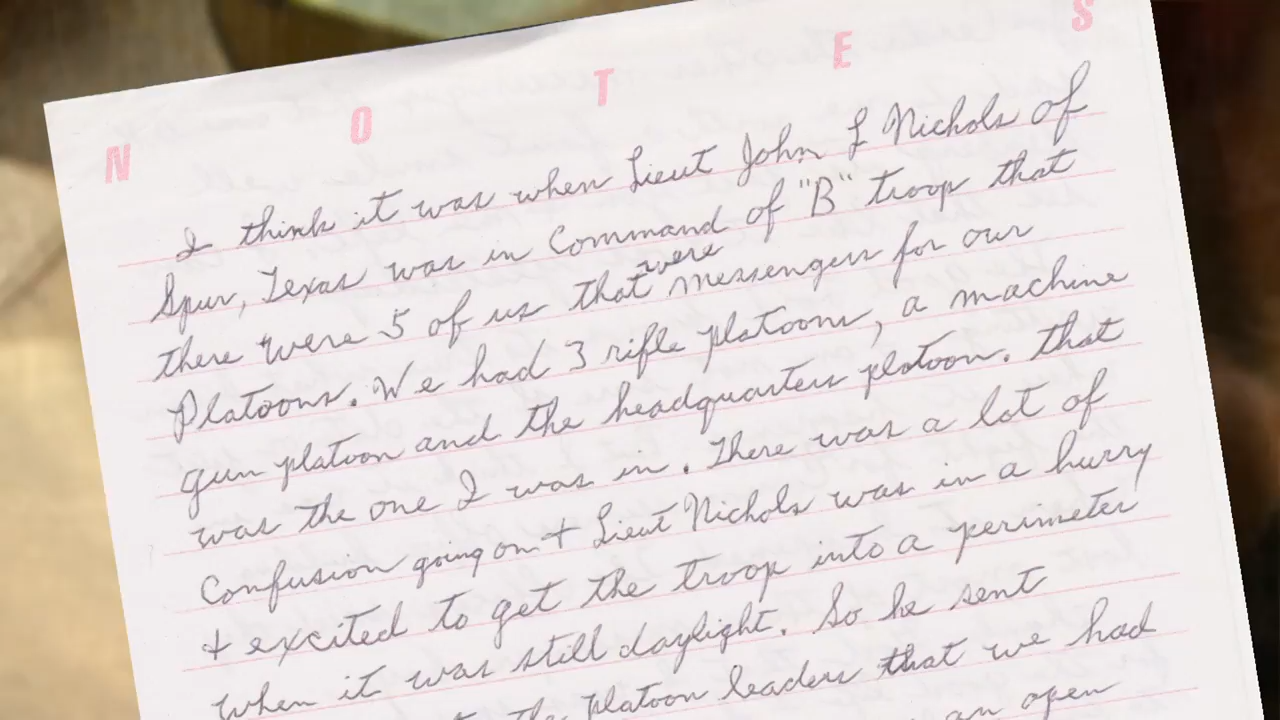 N O T E S
I think it was when Lieut John L Nichols of
Spur, Texas was in Command of "B" troop that
there were 5 of us that were messengers for our
Platoons. We had 3 rifle platoons, a machine
gun platoon and the headquarters platoon. that
was the one I was in. There was a lot of
Confusion going on + Lieut Nichols was in a hurry
+ excited to get the troop into a perimeter
when it was still daylight. So he sent
the platoon leaders that we had
an open